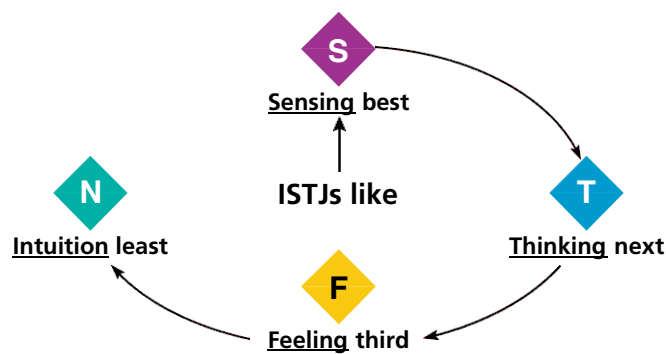 S
Sensing best
ISTJs like
N
Intuition least
T
Thinking next
F
Feeling third